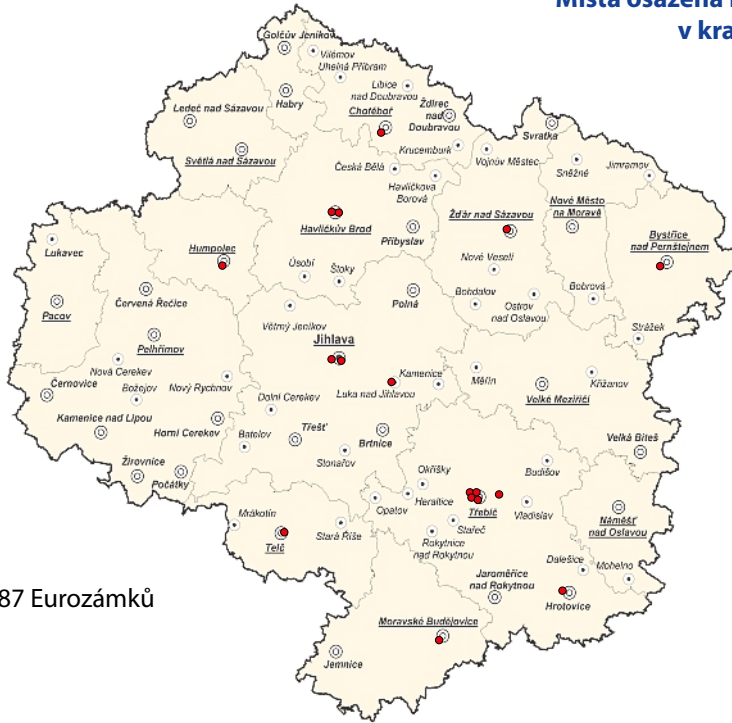 Místa osazena
v kra
Golčův Jeníkov
Vilémov
Uhelná Příbram
Habry
Libice
nad Doubravou
Ledeč nad Sázavou
Chotěboř
Ždírec
nad
Doubravou
Světlá nad Sázavou
Krucemburk
Svratka
Vojnův Městec
Sněžné
Jimramov
Česká Bělá
Havlíčkova
Borová
Nové Město
na Moravě
Žďár nad Sázavou
Havlíčkův Brod
Přibyslav
Bystřice
nad Pernštejnem
Humpolec
Lukavec
Úsobí
Štoky
Nové Veselí
Bohdalov
Ostrov
nad Oslavou
Bobrová
Červená Řečice
Polná
Pacov
Větrný Jeníkov
Strážek
Pelhřimov
Jihlava
Nová Cerekev
Nový Rychnov
Kamenice
Měřín
Křižanov
Černovice
Božejov
Luka nad Jihlavou
Velké Meziříčí
Dolní Cerekev
Kamenice nad Lipou
Horní Cerekev
Batelov
Třešť
Brtnice
Velká Bíteš
Stonařov
Žirovnice
Počátky
Okříšky
Budišov
Heraltice
Opatov
Třebíč
Vladislav
Náměšť
nad Oslavou
Mrákotín
Telč
Stará Říše
Stařeč
Rokytnice
nad Rokytnou
Dalešice
Mohelno
Jaroměřice
nad Rokytnou
Hrotovice
87 Eurozámků
Moravské Budějovice
Jemnice